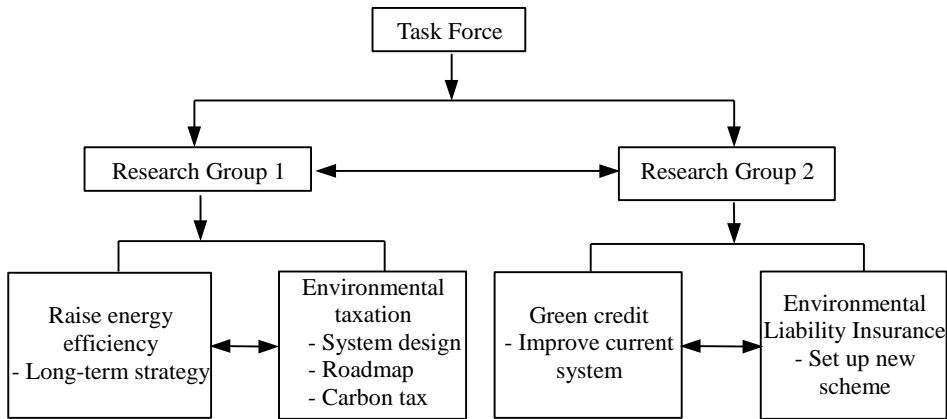 Task Force
Research Group 1
Research Group 2
Raise energy
efficiency
- Long-term strategy
Environmental
taxation
- System design
- Roadmap
- Carbon tax
Green credit
- Improve current
system
Environmental
Liability Insurance
- Set up new
scheme